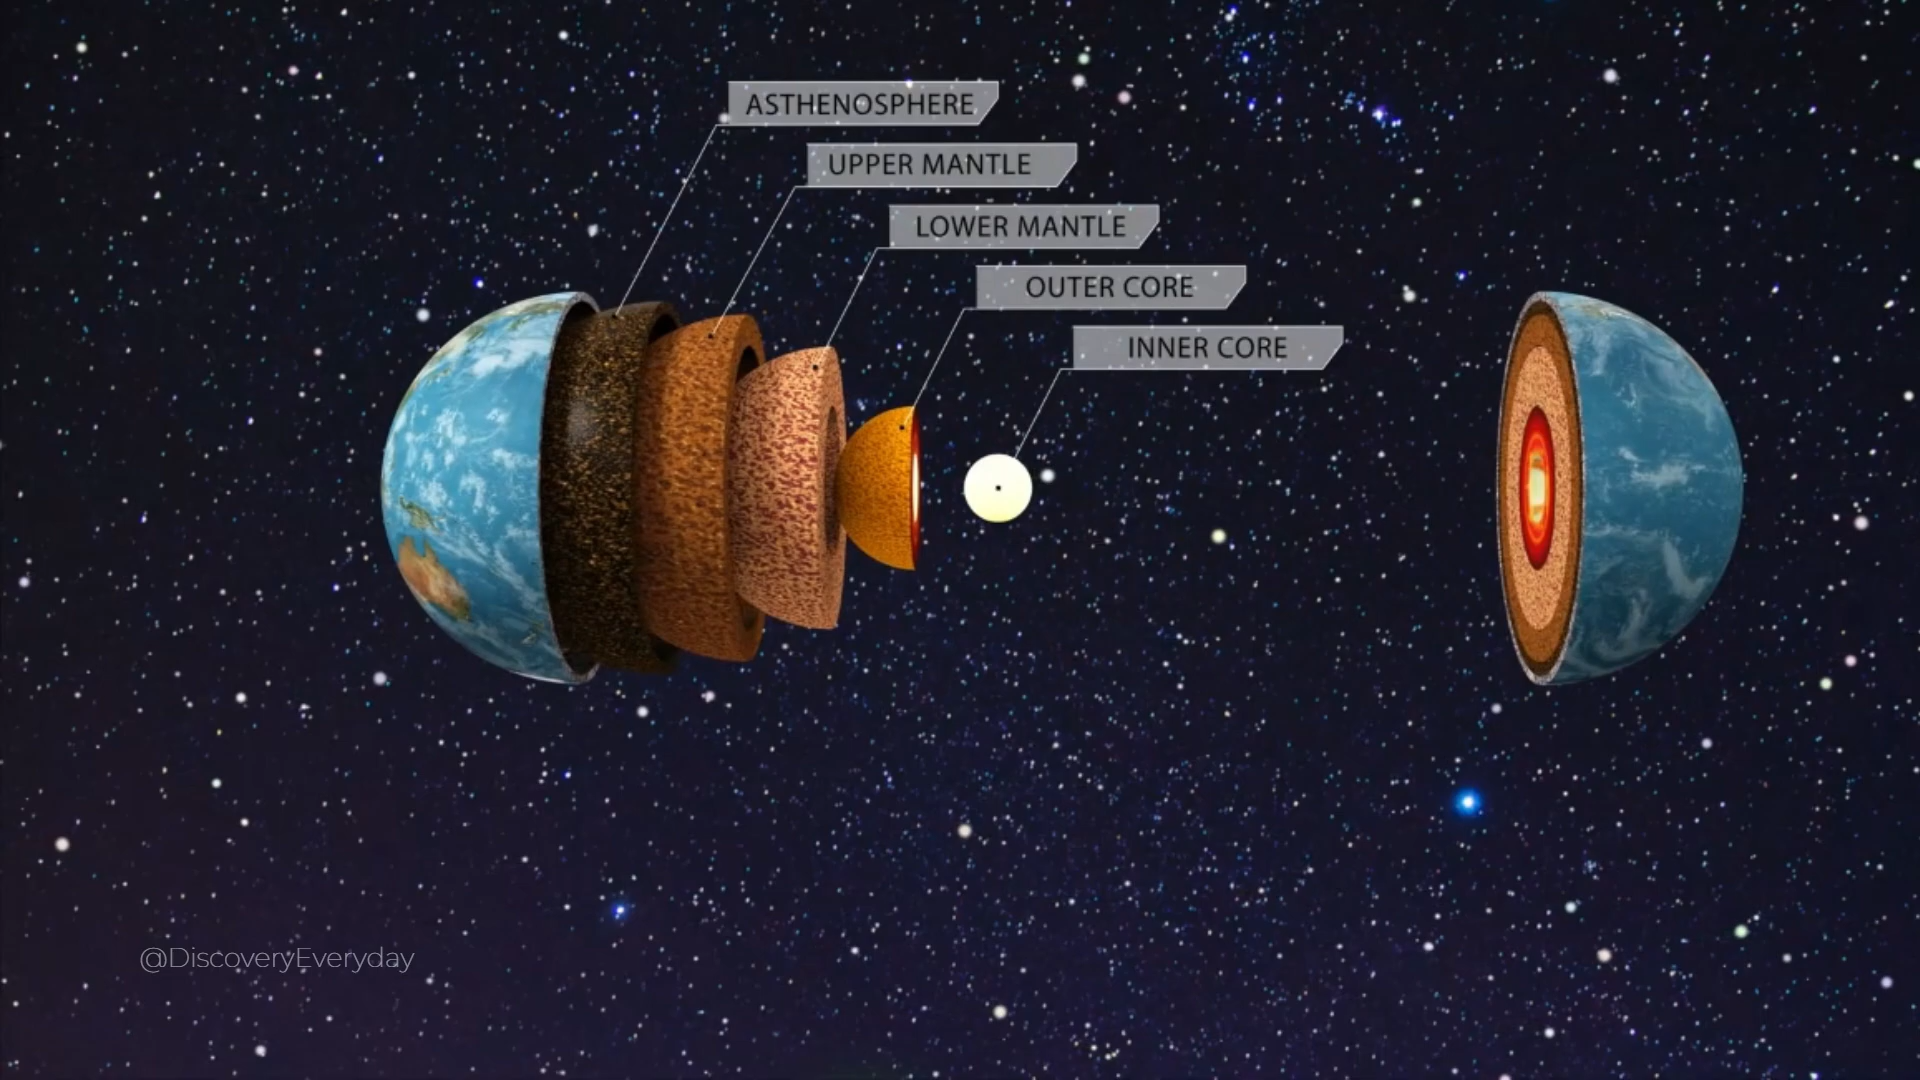 ASTHENOSPHERE
UPPER MANTLE
LOWER MANTLE
OUTER CORE
INNER CORE
@DiscoveryEveryday